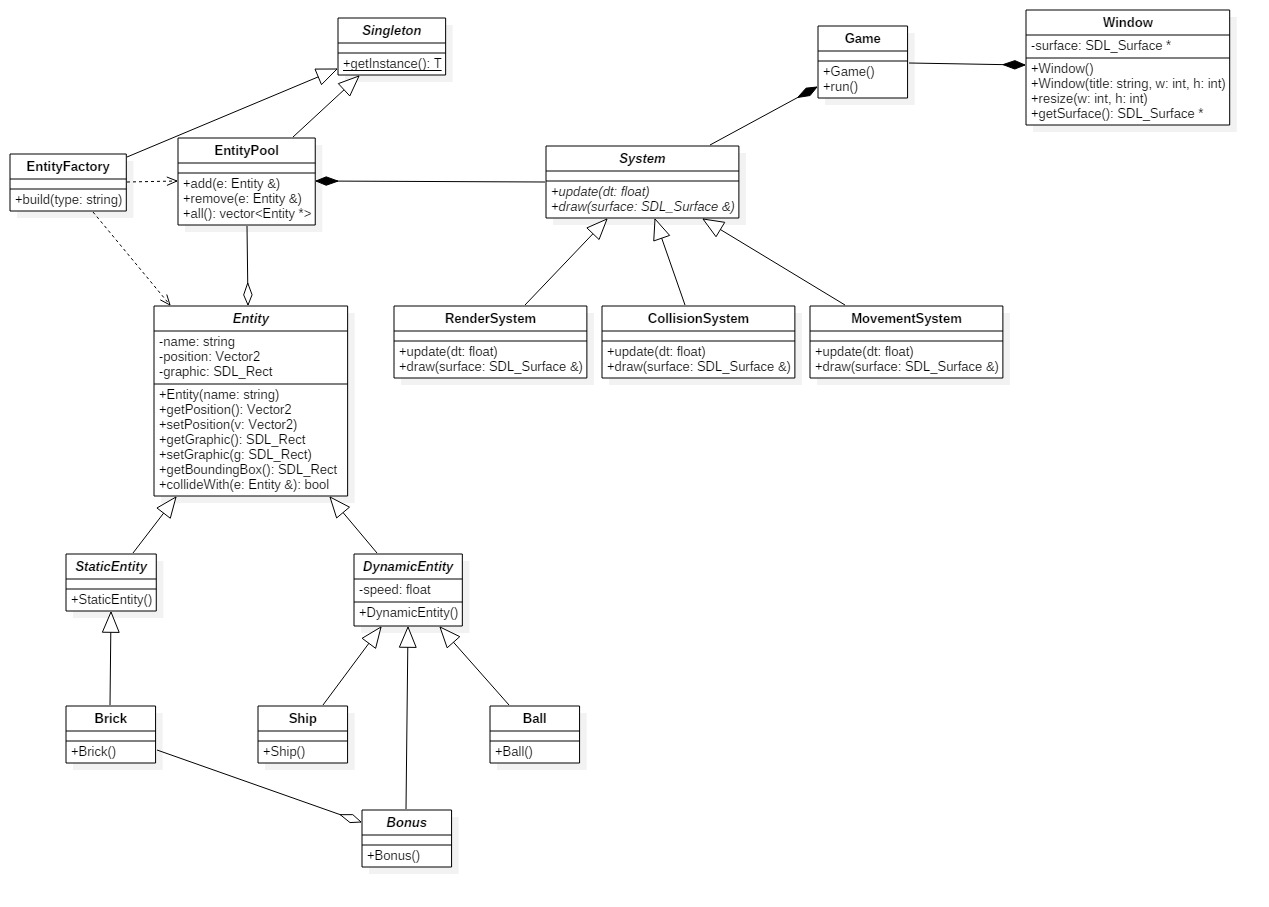 Singleton
+getInstance(): T
Game
+Game()
+run()
Window
-surface: SDL_Surface *
+Window()
+Window(title: string, w: int, h: int)
+resize(w: int, h: int)
+getSurface(): SDL_Surface *
EntityFactory
+build(type: string)
EntityPool
+add(e: Entity &)
+remove(e: Entity &)
+all(): vector<Entity *>
System
+update(dt: float)
+draw(surface: SDL_Surface &)
Entity
-name: string
-position: Vector2
-graphic: SDL_Rect
+Entity(name: string)
+getPosition(): Vector2
+setPosition(v: Vector2)
+getGraphic(): SDL_Rect
+setGraphic(g: SDL_Rect)
+getBoundingBox(): SDL_Rect
+collideWith(e: Entity &): bool
RenderSystem
+update(dt: float)
+draw(surface: SDL_Surface &)
CollisionSystem
+update(dt: float)
+draw(surface: SDL_Surface &)
MovementSystem
+update(dt: float)
+draw(surface: SDL_Surface &)
StaticEntity
+StaticEntity()
DynamicEntity
-speed: float
+DynamicEntity()
Brick
+Brick()
Ship
+Ship()
Ball
+Ball()
Bonus
+Bonus()